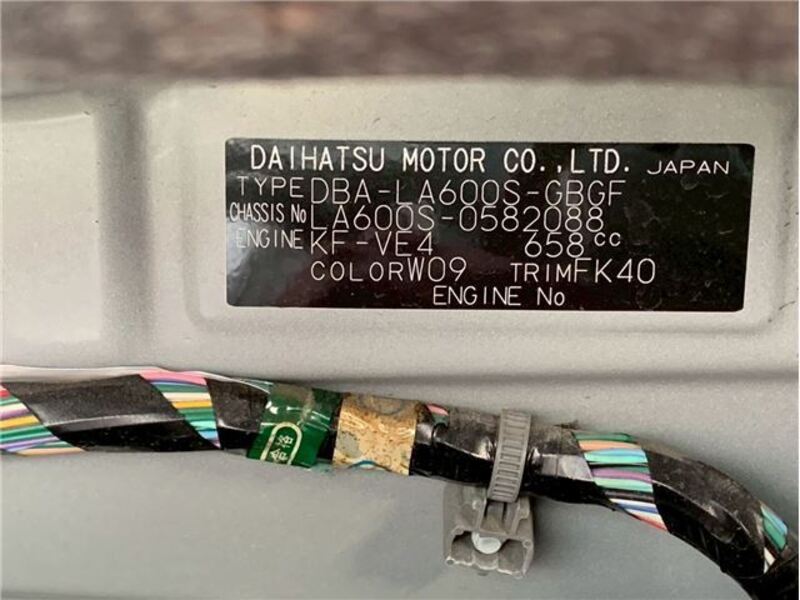 DAIHATSU MOTOR CO.,LTD. JAPAN
TYPE DBA-LA600S-GBGF
CHASSIS No LA600S-0582088
ENGINE KF-VE4 658cc
COLOR W09 TRIM FK40
ENGINE No